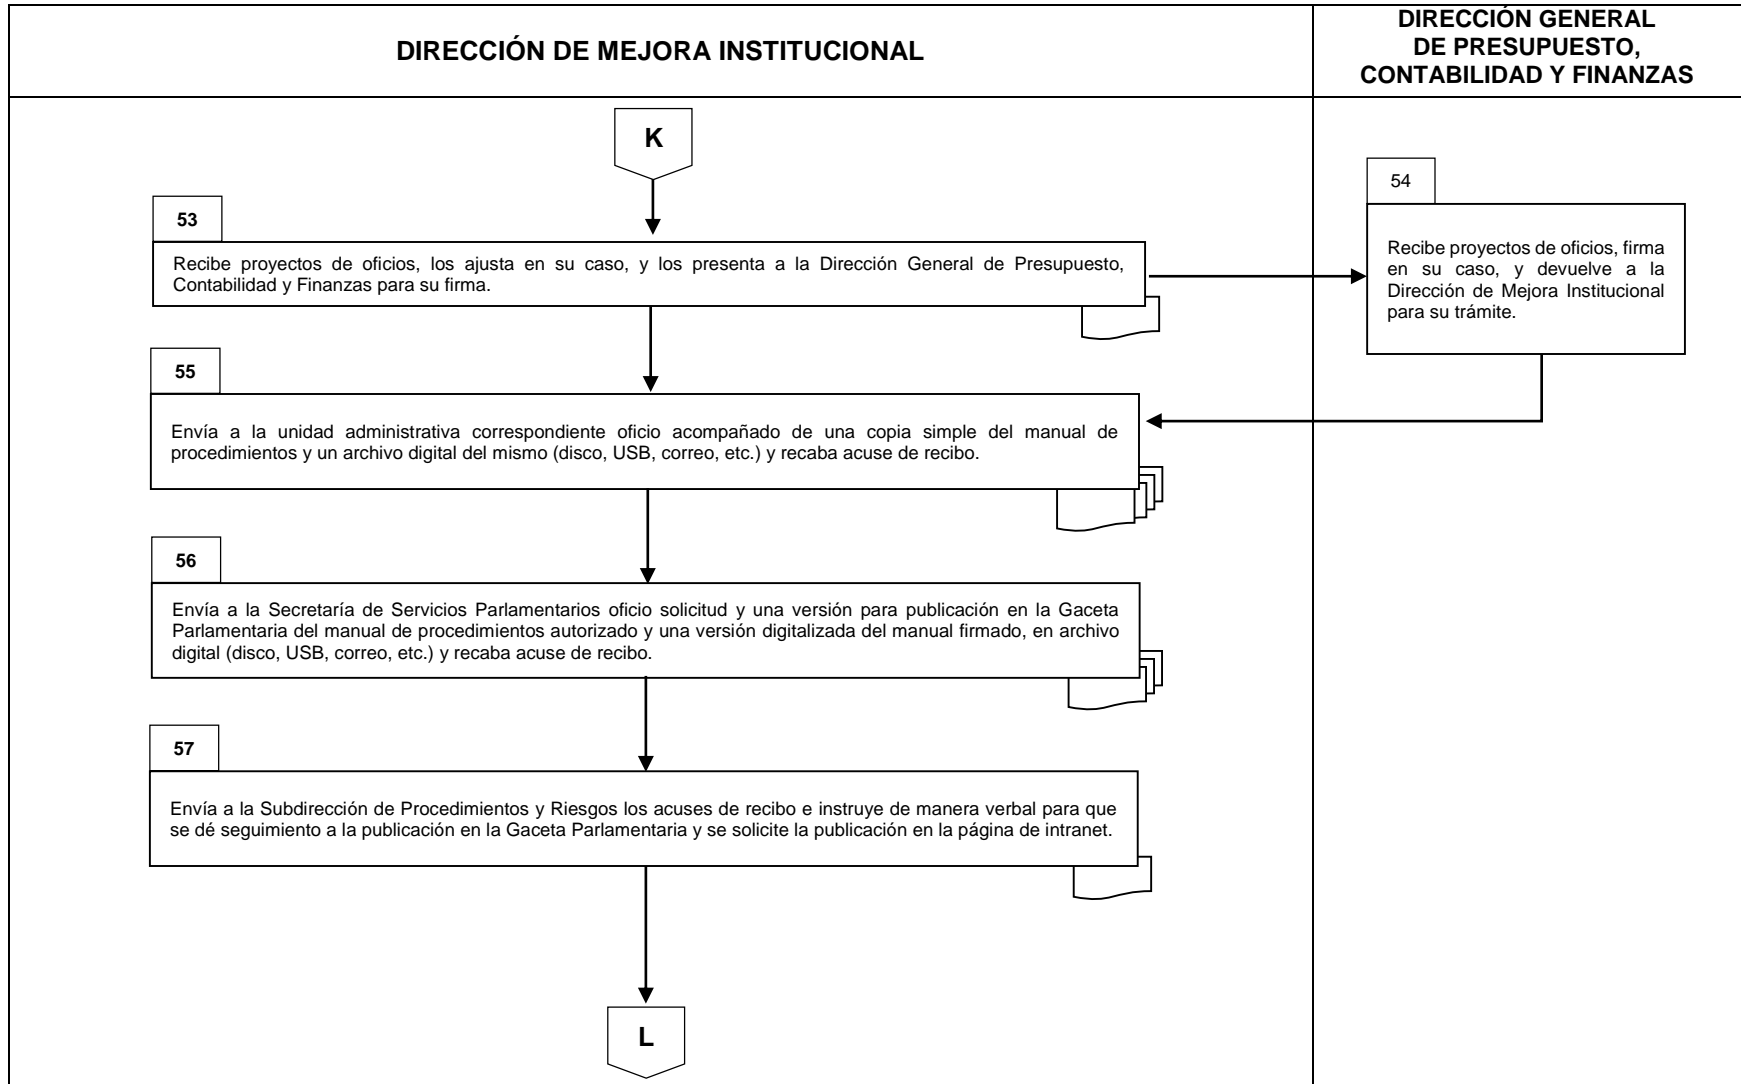 DIRECCIÓN DE MEJORA INSTITUCIONAL
DIRECCIÓN GENERAL
DE PRESUPUESTO,
CONTABILIDAD Y FINANZAS
K
53
Recibe proyectos de oficios, los ajusta en su caso, y los presenta a la Dirección General de Presupuesto,
Contabilidad y Finanzas para su firma.
54
Recibe proyectos de oficios, firma
en su caso, y devuelve a la
Dirección de Mejora Institucional
para su trámite.
55
Envía a la unidad administrativa correspondiente oficio acompañado de una copia simple del manual de
procedimientos y un archivo digital del mismo (disco, USB, correo, etc.) y recaba acuse de recibo.
56
Envía a la Secretaría de Servicios Parlamentarios oficio solicitud y una versión para publicación en la Gaceta
Parlamentaria del manual de procedimientos autorizado y una versión digitalizada del manual firmado, en archivo
digital (disco, USB, correo, etc.) y recaba acuse de recibo.
57
Envía a la Subdirección de Procedimientos y Riesgos los acuses de recibo e instruye de manera verbal para que
se dé seguimiento a la publicación en la Gaceta Parlamentaria y se solicite la publicación en la página de intranet.
L